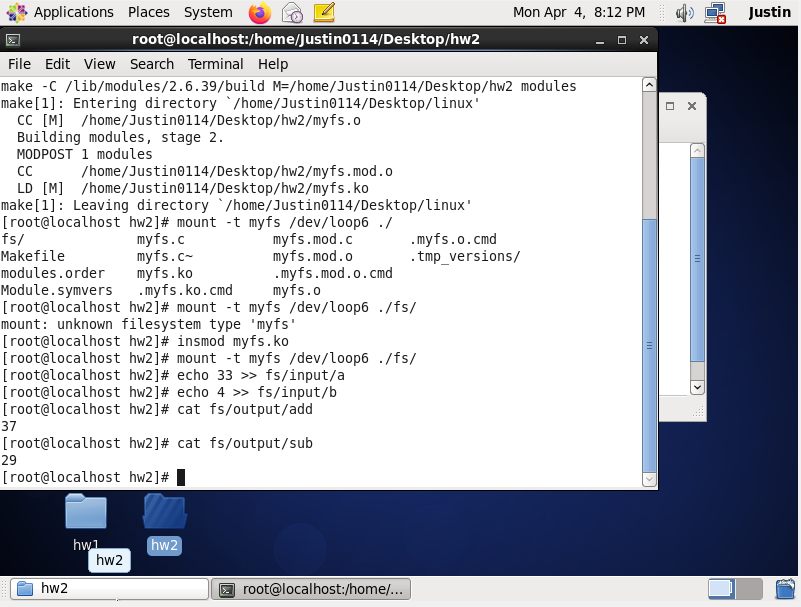 Applications Places System Mon Apr 4, 8:12 PM Justin
root@localhost:/home/Justin0114/Desktop/hw2
File Edit View Search Terminal Help
make -C /lib/modules/2.6.39/build M=/home/Justin0114/Desktop/hw2 modules
make[1]: Entering directory `/home/Justin0114/Desktop/linux'
CC [M] /home/Justin0114/Desktop/hw2/myfs.o
Building modules, stage 2.
MODPOST 1 modules
CC /home/Justin0114/Desktop/hw2/myfs.mod.o
LD [M] /home/Justin0114/Desktop/hw2/myfs.ko
make[1]: Leaving directory `/home/Justin0114/Desktop/linux'
[root@localhost hw2]# mount -t myfs /dev/loop6 ./
fs/ myfs.c myfs.mod.c .myfs.o.cmd
Makefile myfs.c~ myfs.mod.o .tmp_versions/
modules.order myfs.ko .myfs.mod.o.cmd
Module.symvers .myfs.ko.cmd myfs.o
[root@localhost hw2]# mount -t myfs /dev/loop6 ./fs/
mount: unknown filesystem type 'myfs'
[root@localhost hw2]# insmod myfs.ko
[root@localhost hw2]# mount -t myfs /dev/loop6 ./fs/
[root@localhost hw2]# echo 33 >> fs/input/a
[root@localhost hw2]# echo 4 >> fs/input/b
[root@localhost hw2]# cat fs/output/add
37
[root@localhost hw2]# cat fs/output/sub
29
[root@localhost hw2]#
hw1 hw2
hw2
hw2 root@localhost:/home/...